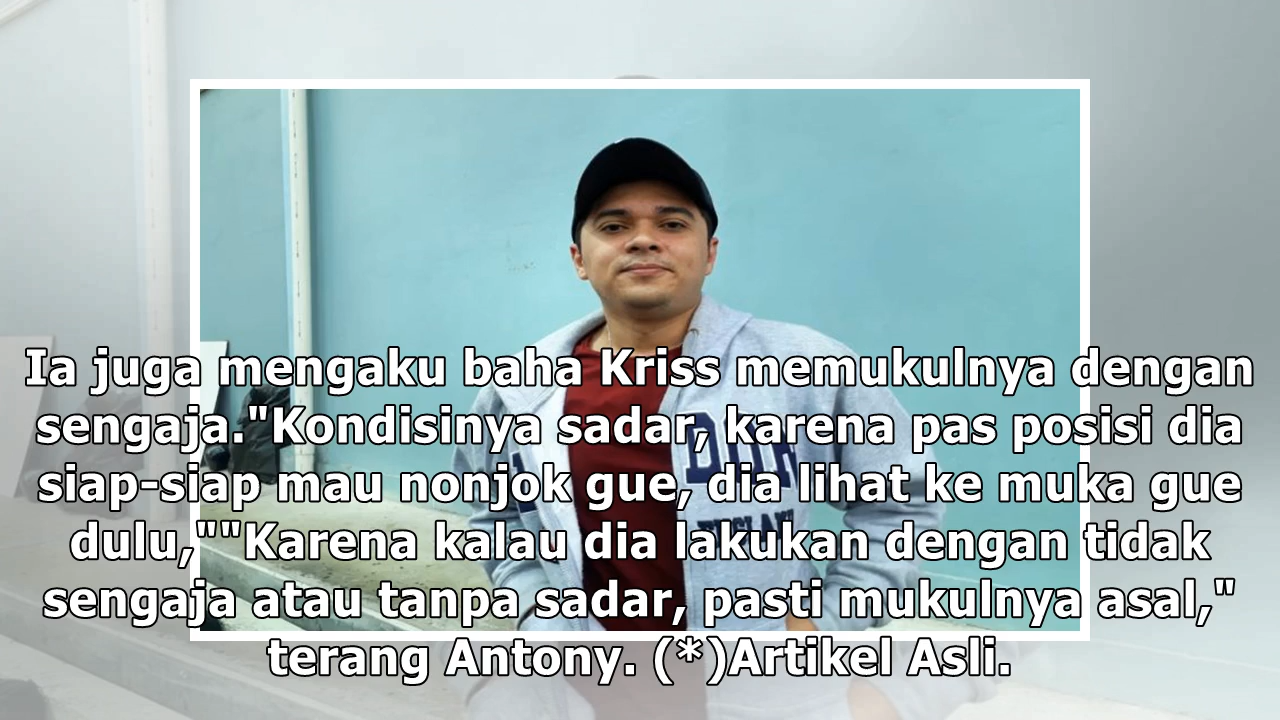 Ia juga mengaku baha Kriss memukulnya dengan
sengaja."Kondisinya sadar, karena pas posisi dia
siap-siap mau nonjok gue, dia lihat ke muka gue
dulu,""Karena kalau dia lakukan dengan tidak
sengaja atau tanpa sadar, pasti mukulnya asal,"
terang Antony. (*)Artikel Asli.